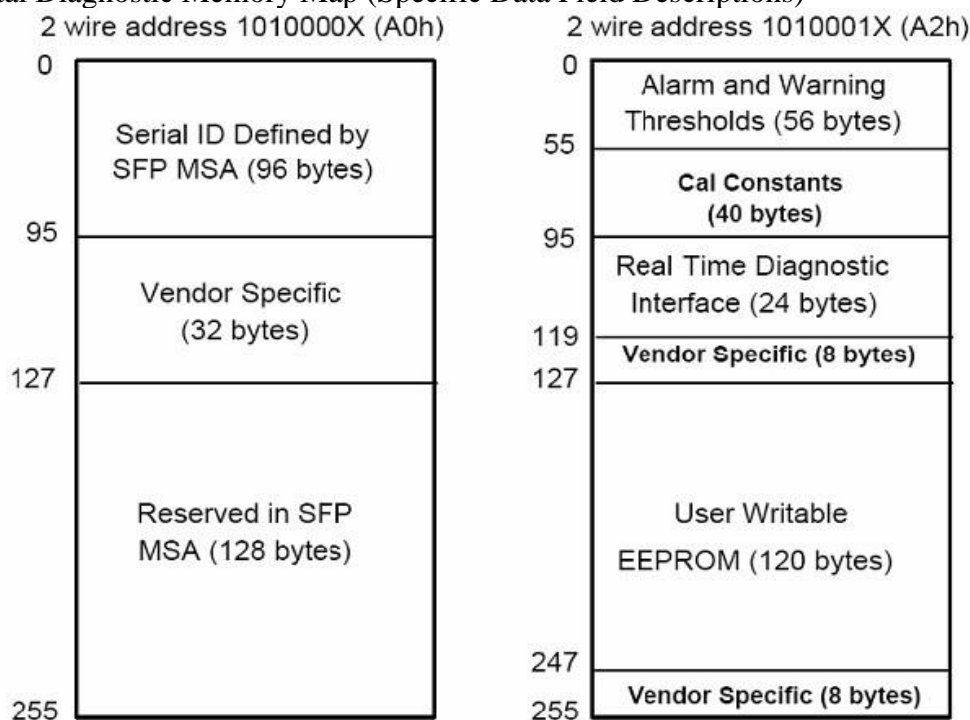 2 wire address 1010000X (A0h)
0
Serial ID Defined by
SFP MSA (96 bytes)
95
Vendor Specific
(32 bytes)
127
Reserved in SFP
MSA (128 bytes)
255
2 wire address 1010001X (A2h)
0
Alarm and Warning
Thresholds (56 bytes)
55
Cal Constants
(40 bytes)
95
Real Time Diagnostic
Interface (24 bytes)
119
Vendor Specific (8 bytes)
127
User Writable
EEPROM (120 bytes)
247
Vendor Specific (8 bytes)
255